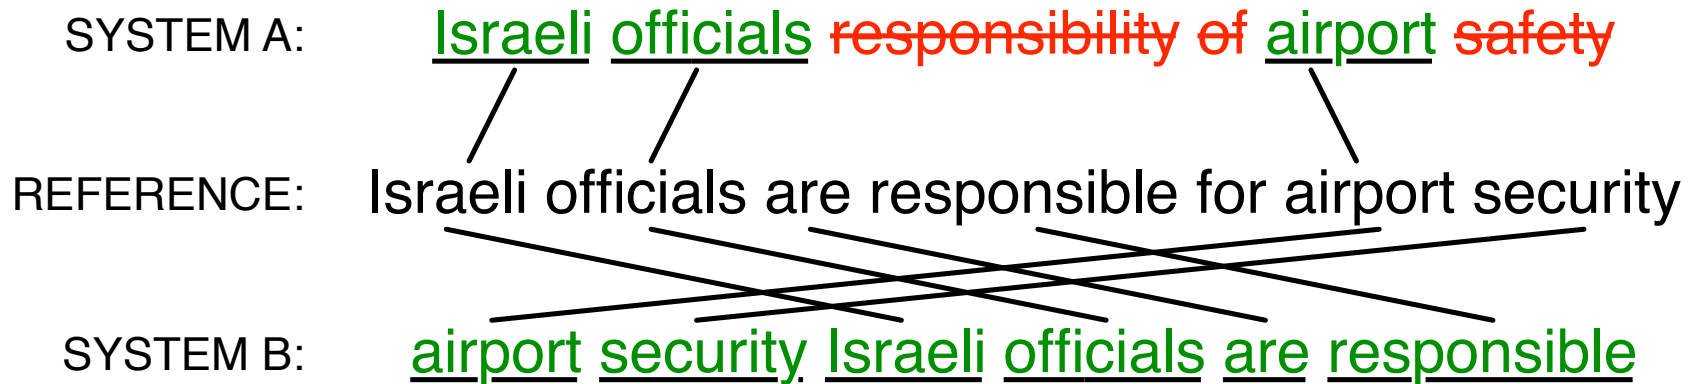 SYSTEM A: Israeli officials responsibility of airport safety
REFERENCE: Israeli officials are responsible for airport security
SYSTEM B: airport security Israeli officials are responsible